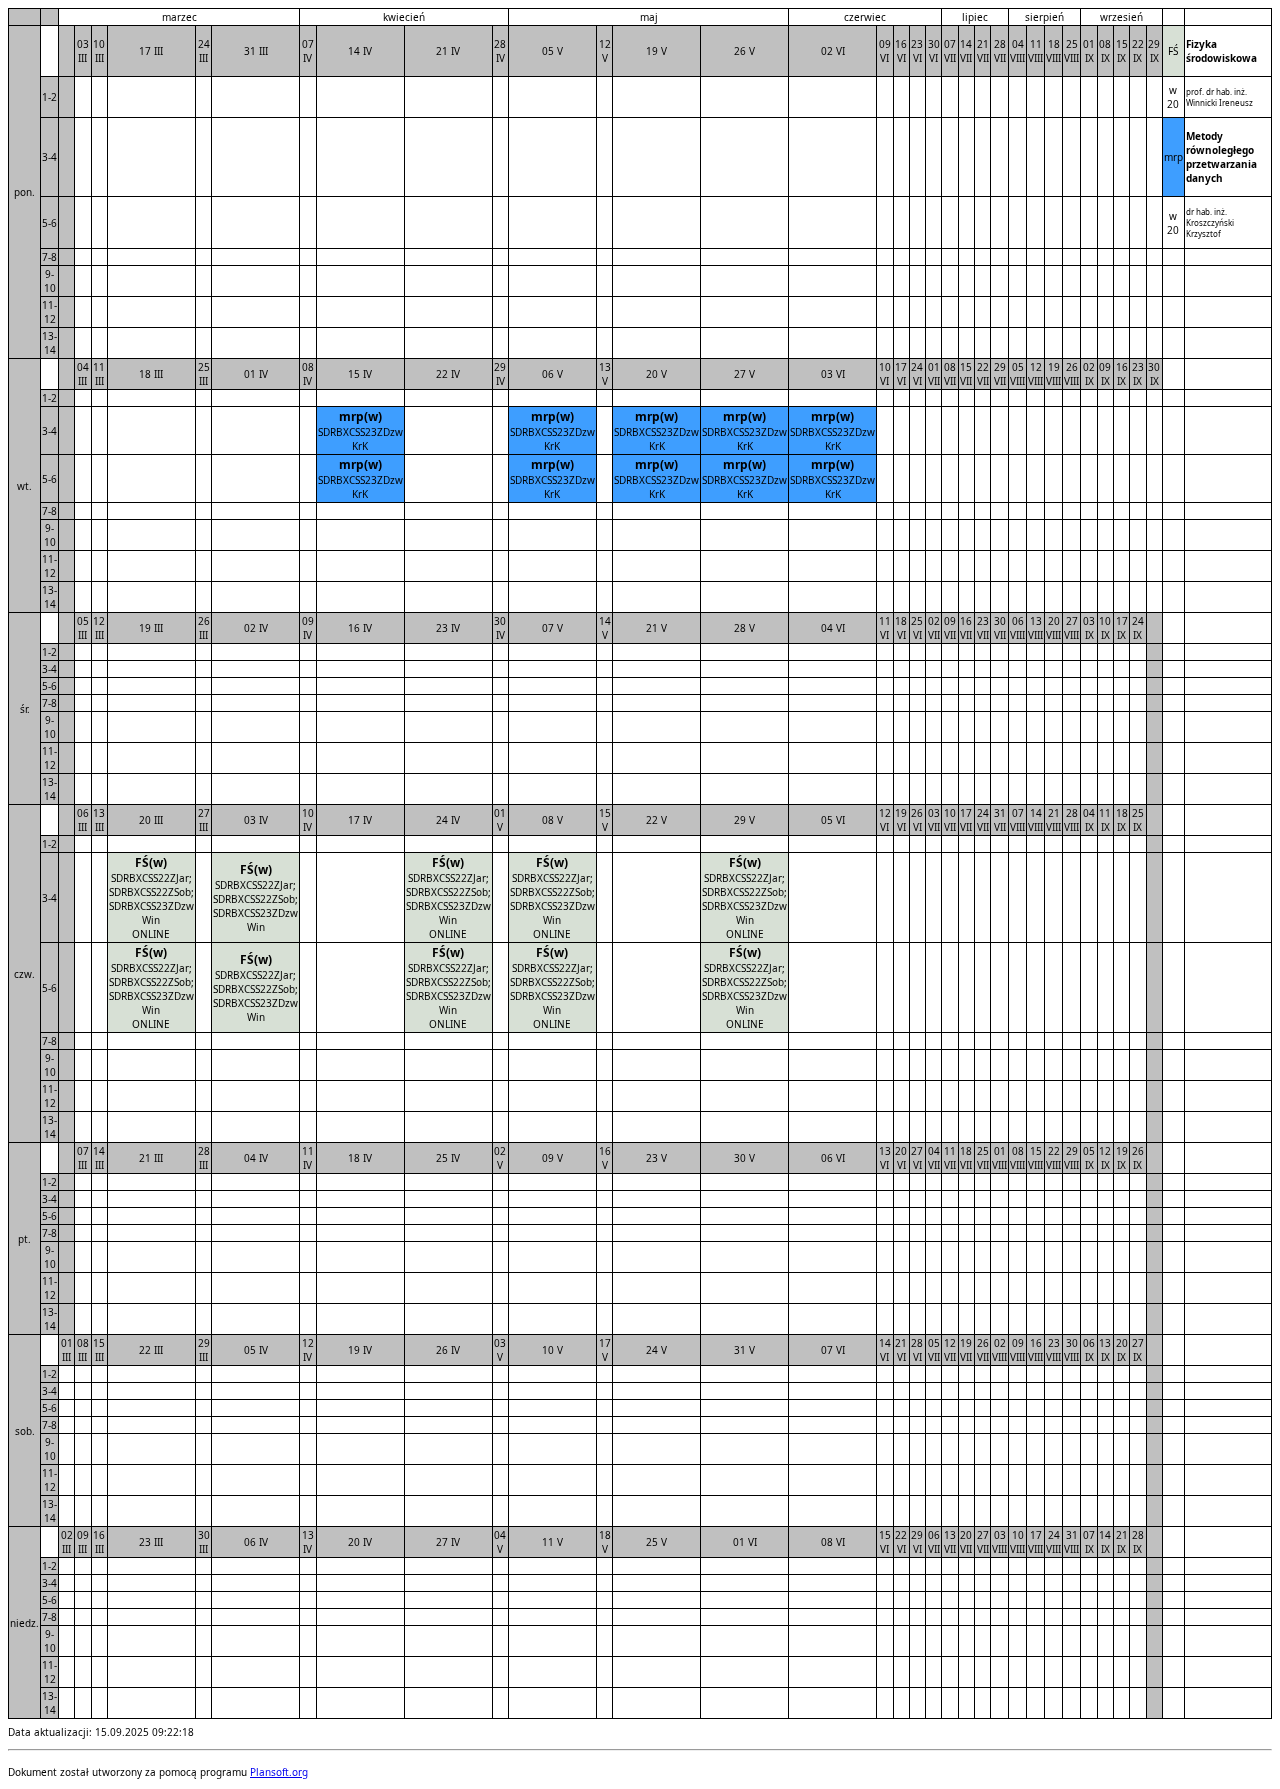 marzec kwiecień maj czerwiec lipiec sierpień wrzesień
pon. 03 III 10 III 17 III 24 III 31 III 07 IV 14 IV 21 IV 28 IV 05 V 12 V 19 V 26 V 02 VI 09 VI 16 VI 23 VI 30 VI 07 VII 14 VII 21 VII 28 VII 04 VIII 11 VIII 18 VIII 25 VIII 01 IX 08 IX 15 IX 22 IX 29 IX FŚ Fizyka środowiskowa
1-2 w 20 prof. dr hab. inż. Winnicki Ireneusz
3-4 mrp Metody równoległego przetwarzania danych
5-6 w 20 dr hab. inż. Kroszczyński Krzysztof
7-8
9-10
11-12
13-14
wt. 04 III 11 III 18 III 25 III 01 IV 08 IV 15 IV 22 IV 29 IV 06 V 13 V 20 V 27 V 03 VI 10 VI 17 VI 24 VI 01 VII 08 VII 15 VII 22 VII 29 VII 05 VIII 12 VIII 19 VIII 26 VIII 02 IX 09 IX 16 IX 23 IX 30 IX
1-2
3-4
mrp(w) mrp(w) mrp(w) mrp(w) mrp(w)
SDRBXCSS23ZDzw SDRBXCSS23ZDzw SDRBXCSS23ZDzw SDRBXCSS23ZDzw SDRBXCSS23ZDzw
KrK KrK KrK KrK KrK
5-6
mrp(w) mrp(w) mrp(w) mrp(w) mrp(w)
SDRBXCSS23ZDzw SDRBXCSS23ZDzw SDRBXCSS23ZDzw SDRBXCSS23ZDzw SDRBXCSS23ZDzw
KrK KrK KrK KrK KrK
7-8
9-10
11-12
13-14
śr. 05 III 12 III 19 III 26 III 02 IV 09 IV 16 IV 23 IV 30 IV 07 V 14 V 21 V 28 V 04 VI 11 VI 18 VI 25 VI 02 VII 09 VII 16 VII 23 VII 30 VII 06 VIII 13 VIII 20 VIII 27 VIII 03 IX 10 IX 17 IX 24 IX
1-2
3-4
5-6
7-8
9-10
11-12
13-14
czw. 06 III 13 III 20 III 27 III 03 IV 10 IV 17 IV 24 IV 01 V 08 V 15 V 22 V 29 V 05 VI 12 VI 19 VI 26 VI 03 VII 10 VII 17 VII 24 VII 31 VII 07 VIII 14 VIII 21 VIII 28 VIII 04 IX 11 IX 18 IX 25 IX
1-2
3-4
FŚ(w) FŚ(w) FŚ(w) FŚ(w) FŚ(w)
SDRBXCSS22ZJar; SDRBXCSS22ZJar; SDRBXCSS22ZJar; SDRBXCSS22ZJar; SDRBXCSS22ZJar;
SDRBXCSS22ZSob; SDRBXCSS22ZSob; SDRBXCSS22ZSob; SDRBXCSS22ZSob; SDRBXCSS22ZSob;
SDRBXCSS23ZDzw SDRBXCSS23ZDzw SDRBXCSS23ZDzw SDRBXCSS23ZDzw SDRBXCSS23ZDzw
Win Win Win Win Win
ONLINE ONLINE ONLINE ONLINE
5-6
FŚ(w) FŚ(w) FŚ(w) FŚ(w) FŚ(w)
SDRBXCSS22ZJar; SDRBXCSS22ZJar; SDRBXCSS22ZJar; SDRBXCSS22ZJar; SDRBXCSS22ZJar;
SDRBXCSS22ZSob; SDRBXCSS22ZSob; SDRBXCSS22ZSob; SDRBXCSS22ZSob; SDRBXCSS22ZSob;
SDRBXCSS23ZDzw SDRBXCSS23ZDzw SDRBXCSS23ZDzw SDRBXCSS23ZDzw SDRBXCSS23ZDzw
Win Win Win Win Win
ONLINE ONLINE ONLINE ONLINE
7-8
9-10
11-12
13-14
pt. 07 III 14 III 21 III 28 III 04 IV 11 IV 18 IV 25 IV 02 V 09 V 16 V 23 V 30 V 06 VI 13 VI 20 VI 27 VI 04 VII 11 VII 18 VII 25 VII 01 VIII 08 VIII 15 VIII 22 VIII 29 VIII 05 IX 12 IX 19 IX 26 IX
1-2
3-4
5-6
7-8
9-10
11-12
13-14
sob. 01 III 08 III 15 III 22 III 29 III 05 IV 12 IV 19 IV 26 IV 03 V 10 V 17 V 24 V 31 V 07 VI 14 VI 21 VI 28 VI 05 VII 12 VII 19 VII 26 VII 02 VIII 09 VIII 16 VIII 23 VIII 30 VIII 06 IX 13 IX 20 IX 27 IX
1-2
3-4
5-6
7-8
9-10
11-12
13-14
niedz. 02 III 09 III 16 III 23 III 30 III 06 IV 13 IV 20 IV 27 IV 04 V 11 V 18 V 25 V 01 VI 08 VI 15 VI 22 VI 29 VI 06 VII 13 VII 20 VII 27 VII 03 VIII 10 VIII 17 VIII 24 VIII 31 VIII 07 IX 14 IX 21 IX 28 IX
1-2
3-4
5-6
7-8
9-10
11-12
13-14
Data aktualizacji: 15.09.2025 09:22:18
Dokument został utworzony za pomocą programu Plansoft.org